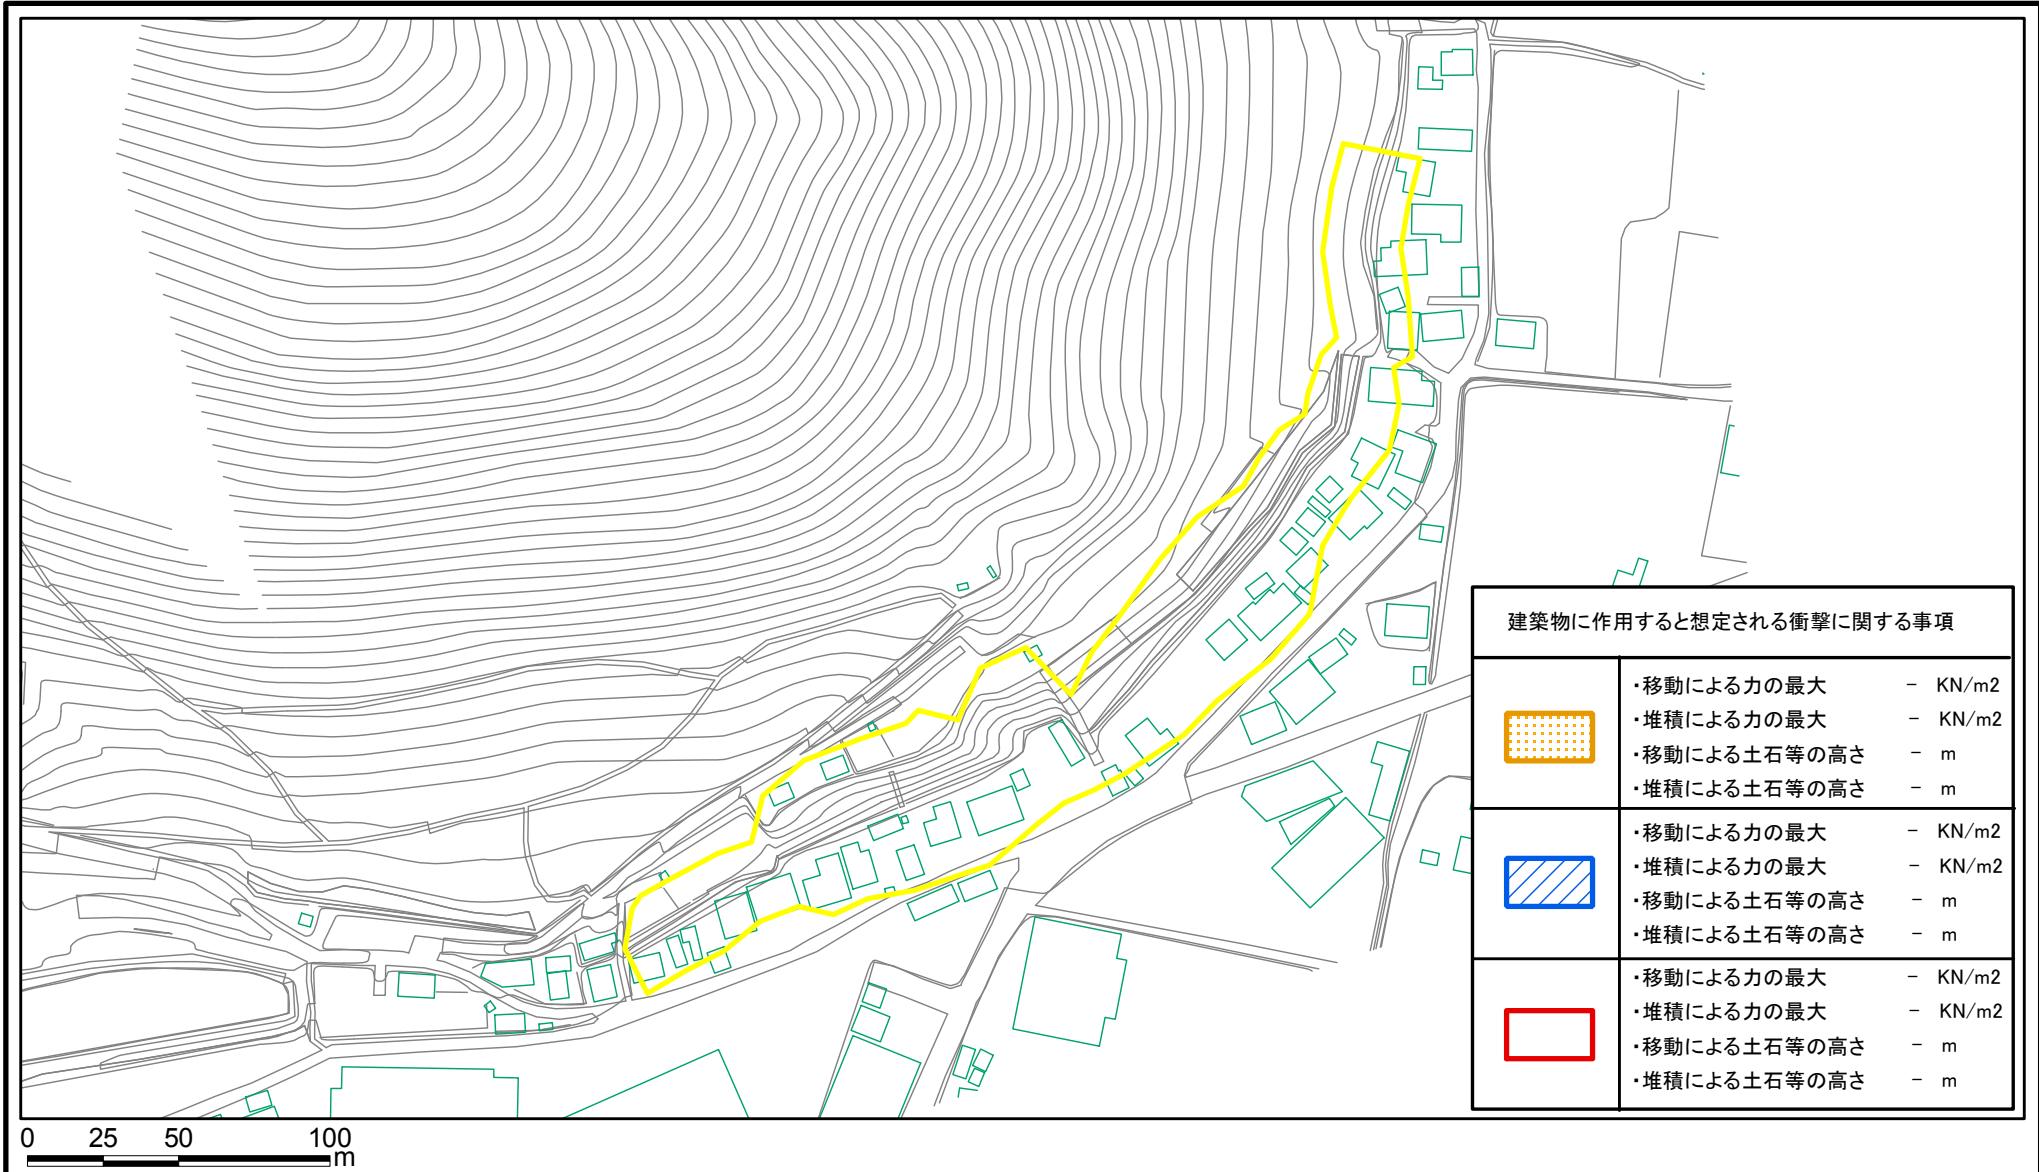 建築物に作用すると想定される衝撃に関する事項
・移動による力の最大 - KN/m2
・堆積による力の最大 - KN/m2
・移動による土石等の高さ - m
・堆積による土石等の高さ - m
・移動による力の最大 - KN/m2
・堆積による力の最大 - KN/m2
・移動による土石等の高さ - m
・堆積による土石等の高さ - m
・移動による力の最大 - KN/m2
・堆積による力の最大 - KN/m2
・移動による土石等の高さ - m
・堆積による土石等の高さ - m
0 25 50 100
m